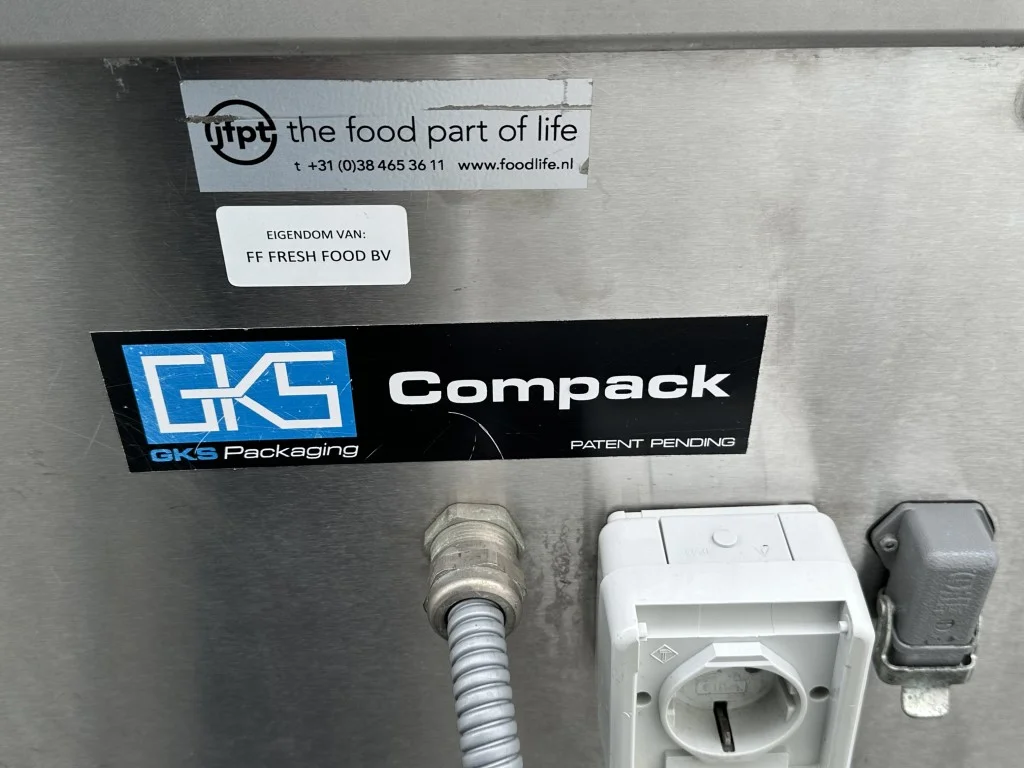 jfpt the food part of life
t +31 (0)38 465 36 11 www.foodlife.nl
EIGENDOM VAN:
FF FRESH FOOD BV
GKS Compack
GKS Packaging PATENT PENDING